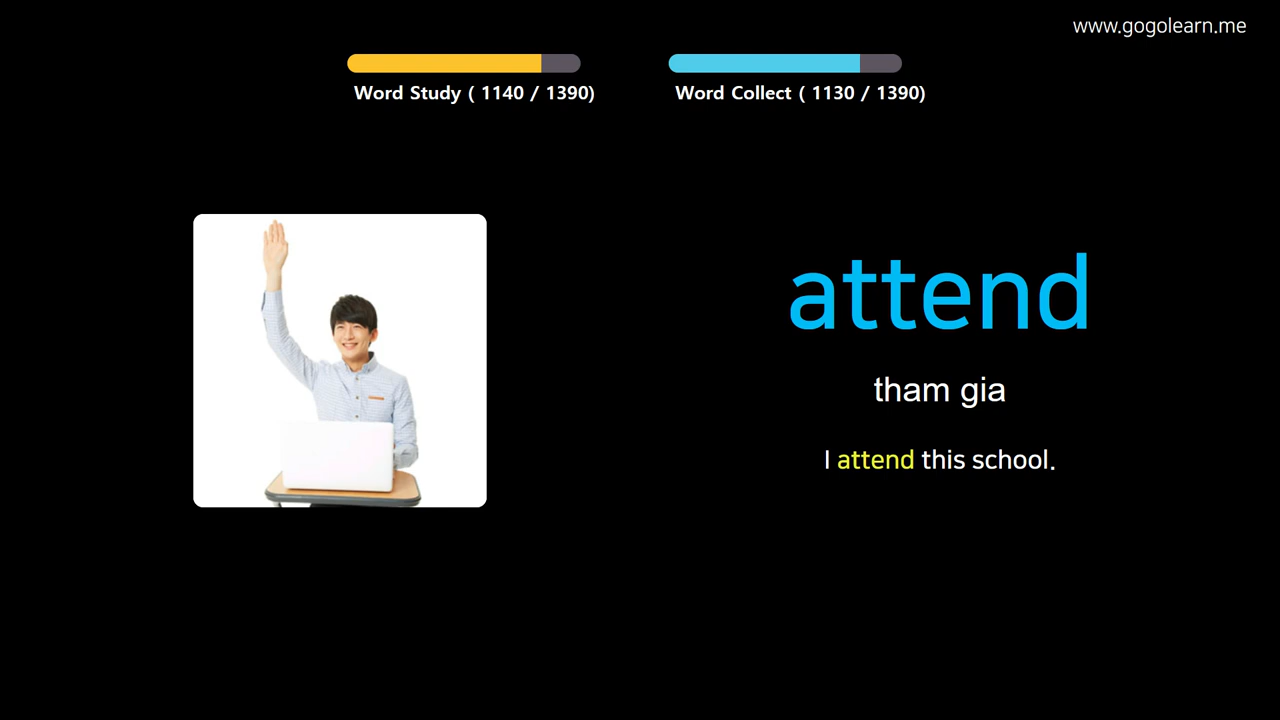 www.gogolearn.me
Word Study ( 1140 / 1390)
Word Collect ( 1130 / 1390)
attend
tham gia
I attend this school.